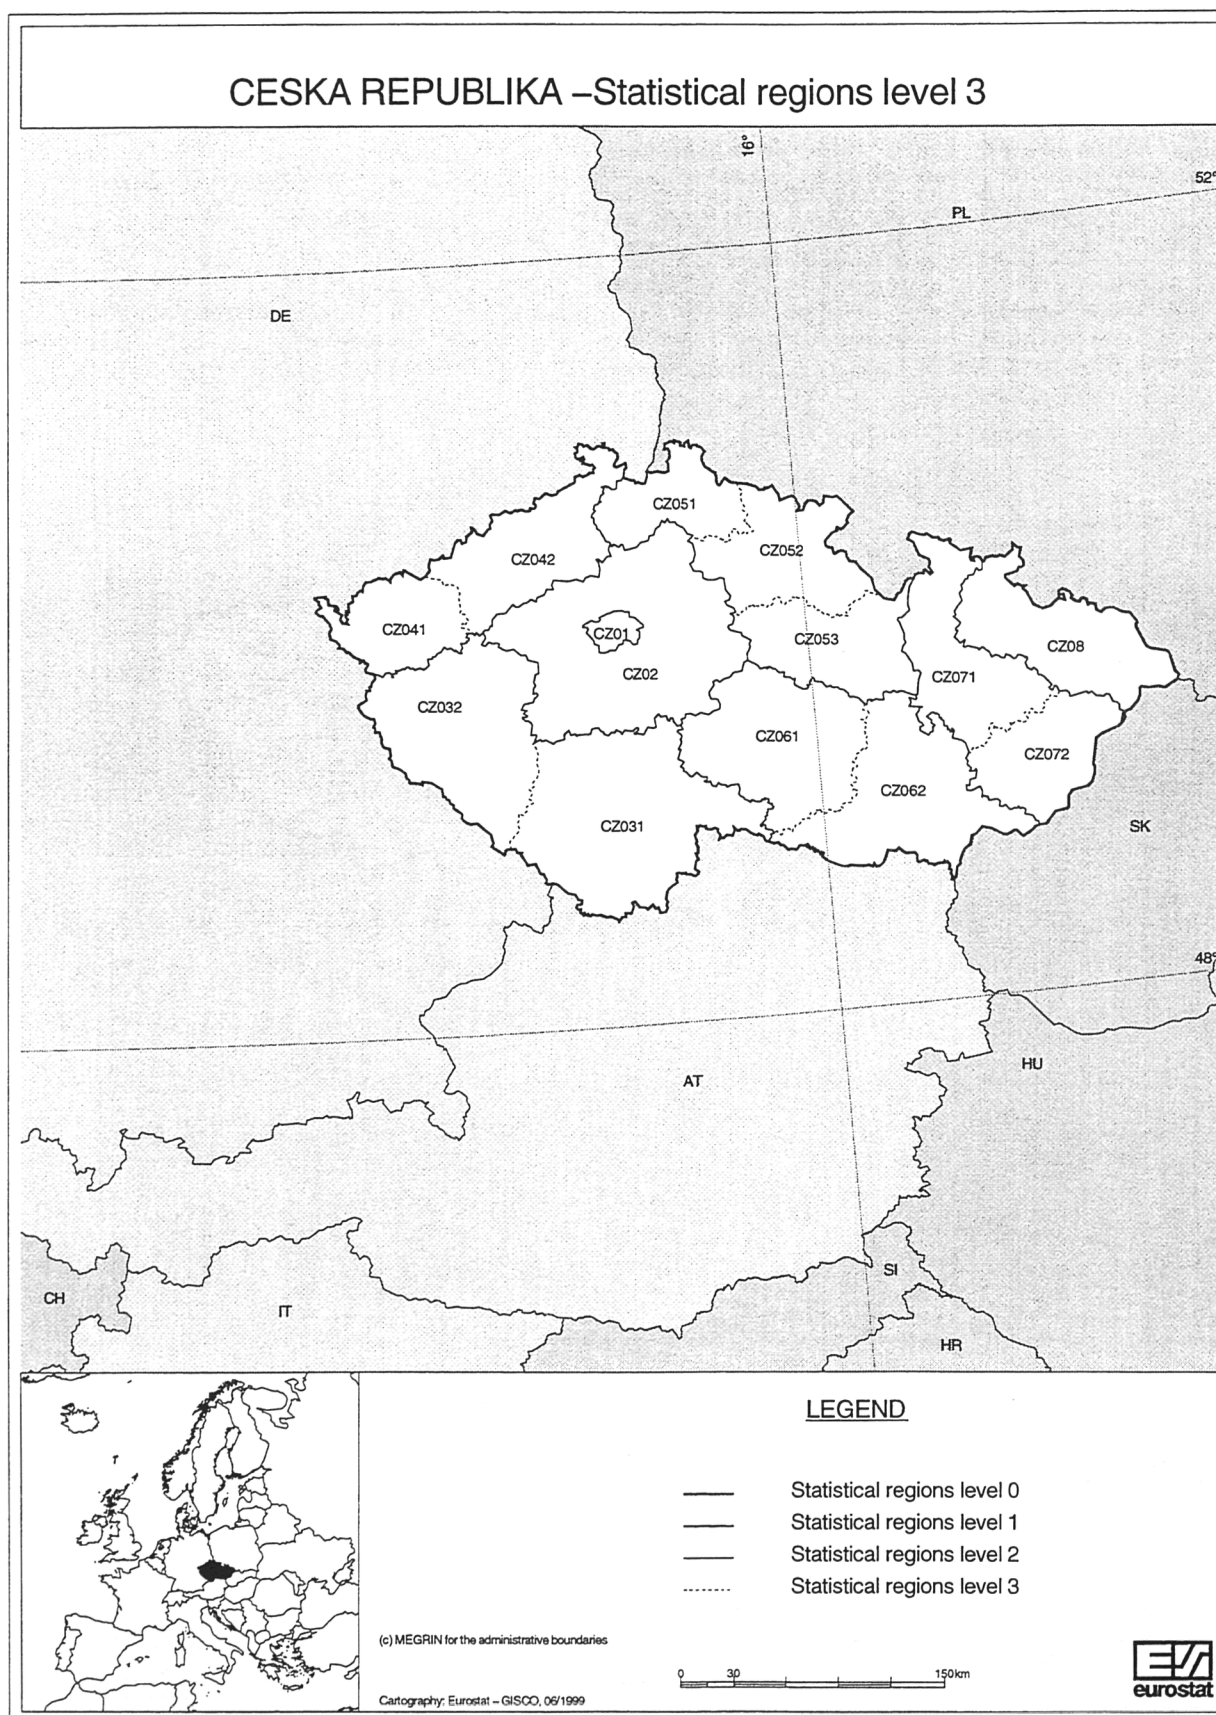 CESKA REPUBLIKA –Statistical regions level 3
16°
52°
PL
DE
CZ051
CZ052
CZ042
CZ041
CZ01
CZ053
CZ08
CZ02
CZ071
CZ032
CZ061
CZ072
CZ062
CZ031
SK
48°
HU
AT
SI
CH
IT
HR
LEGEND
Statistical regions level 0
Statistical regions level 1
Statistical regions level 2
Statistical regions level 3
(c) MEGRIN for the administrative boundaries
0 30 150km
Cartography: Eurostat – GISCO, 06/1999
eurostat